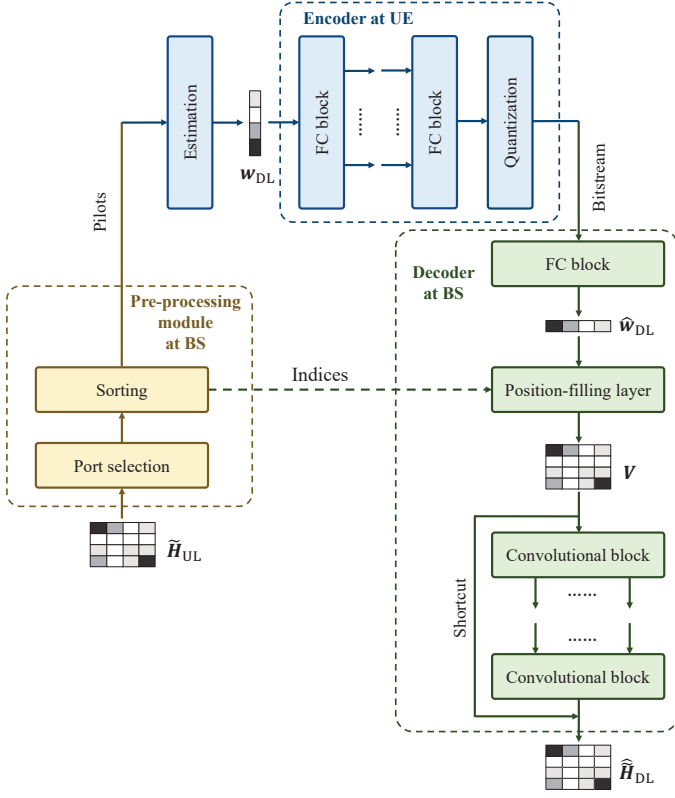 Encoder at UE
Estimation
w_DL
FC block
......
......
FC block
Quantization
Pilots
Bitstream
Decoder
at BS
FC block
ŵ_DL
Pre-processing
module
at BS
Sorting
Indices
Position-filling layer
Port selection
V
H̃_UL
Convolutional block
......
Shortcut
......
Convolutional block
H̃̂_DL